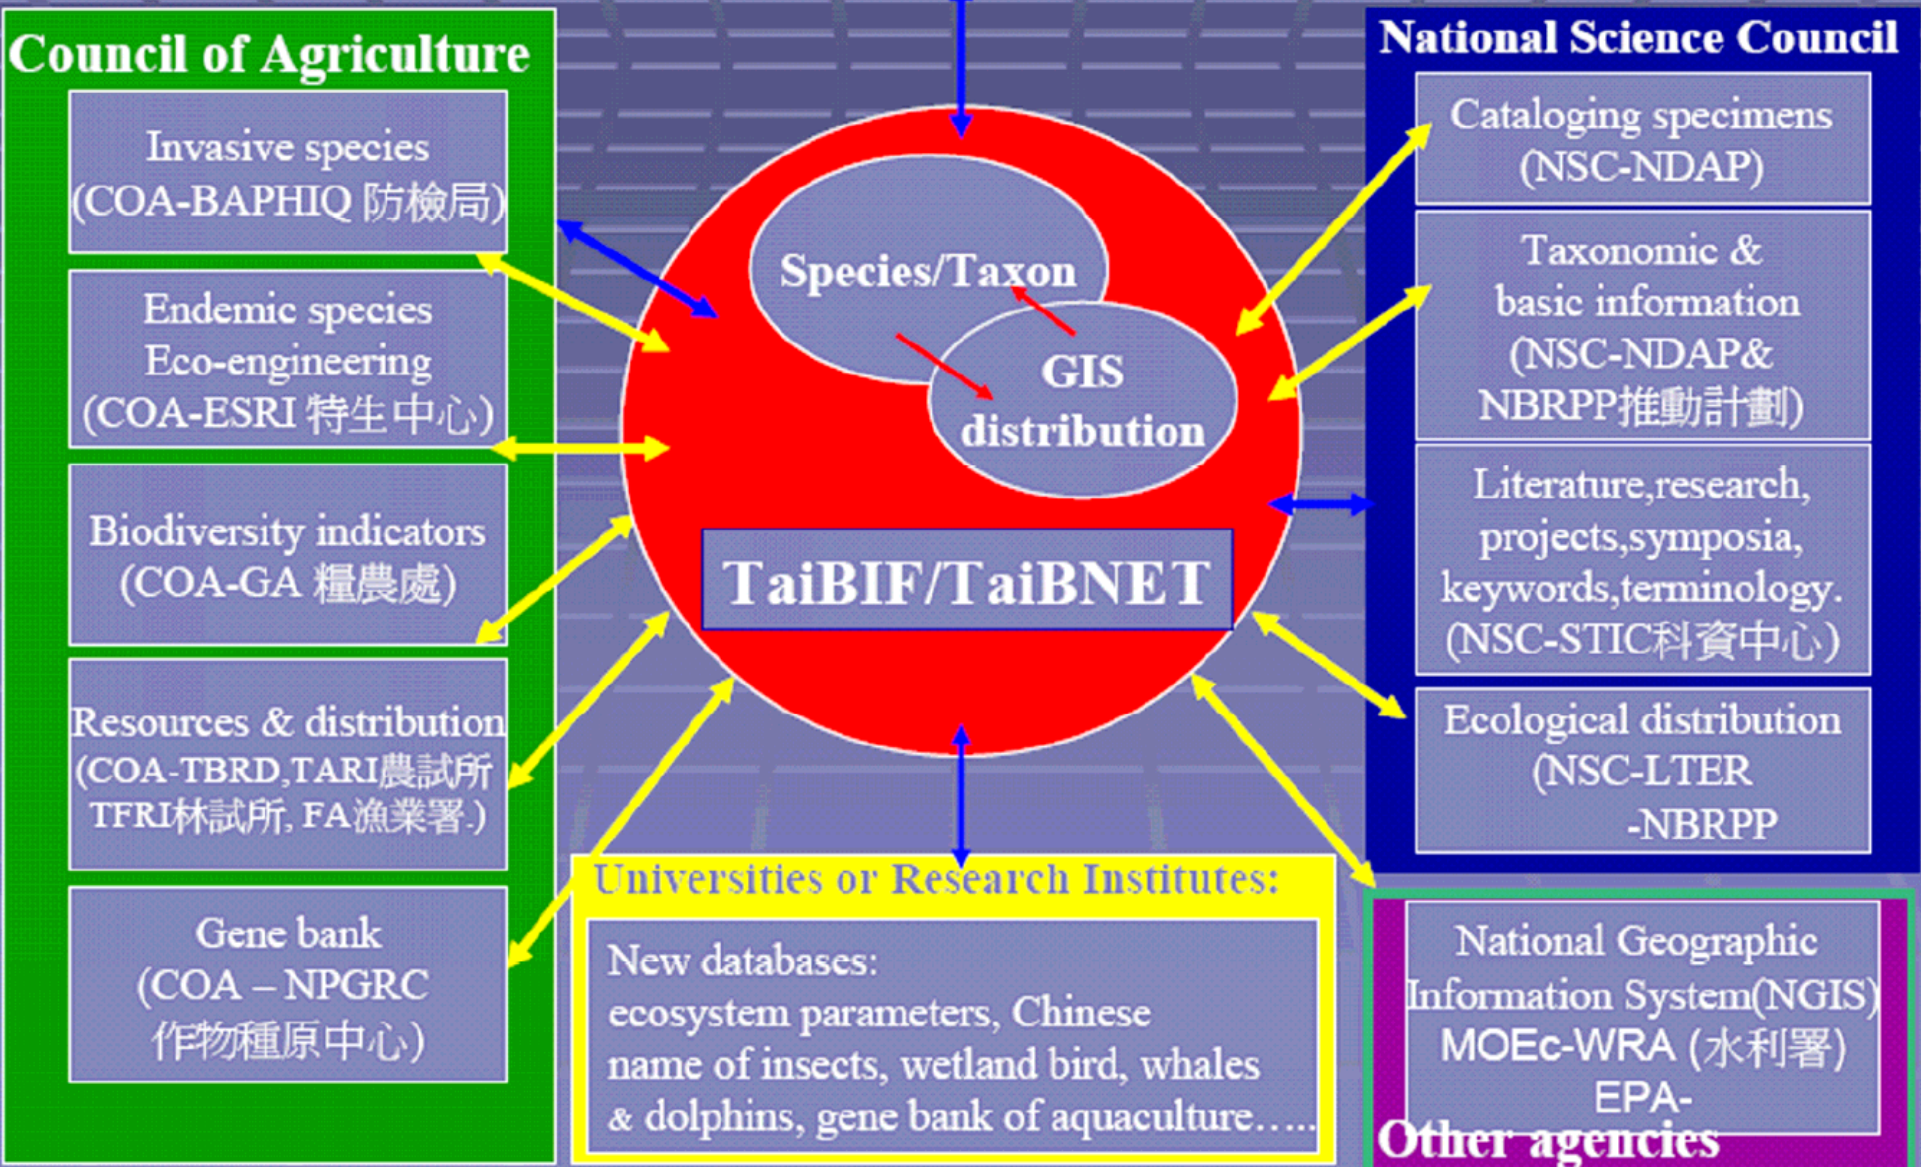 Council of Agriculture
Invasive species
(COA-BAPHIQ 防檢局)
Endemic species
Eco-engineering
(COA-ESRI 特生中心)
Biodiversity indicators
(COA-GA 糧農處)
Resources & distribution
(COA-TBRD,TARI農試所
TFRI林試所, FA漁業署.)
Gene bank
(COA – NPGRC
作物種原中心)
Species/Taxon
GIS
distribution
TaiBIF/TaiBNET
Universities or Research Institutes:
New databases:
ecosystem parameters, Chinese
name of insects, wetland bird, whales
& dolphins, gene bank of aquaculture…..
National Science Council
Cataloging specimens
(NSC-NDAP)
Taxonomic &
basic information
(NSC-NDAP&
NBRPP推動計劃)
Literature,research,
projects,symposia,
keywords,terminology.
(NSC-STIC科資中心)
Ecological distribution
(NSC-LTER
-NBRPP
National Geographic
Information System(NGIS)
MOEc-WRA (水利署)
EPA-
Other agencies